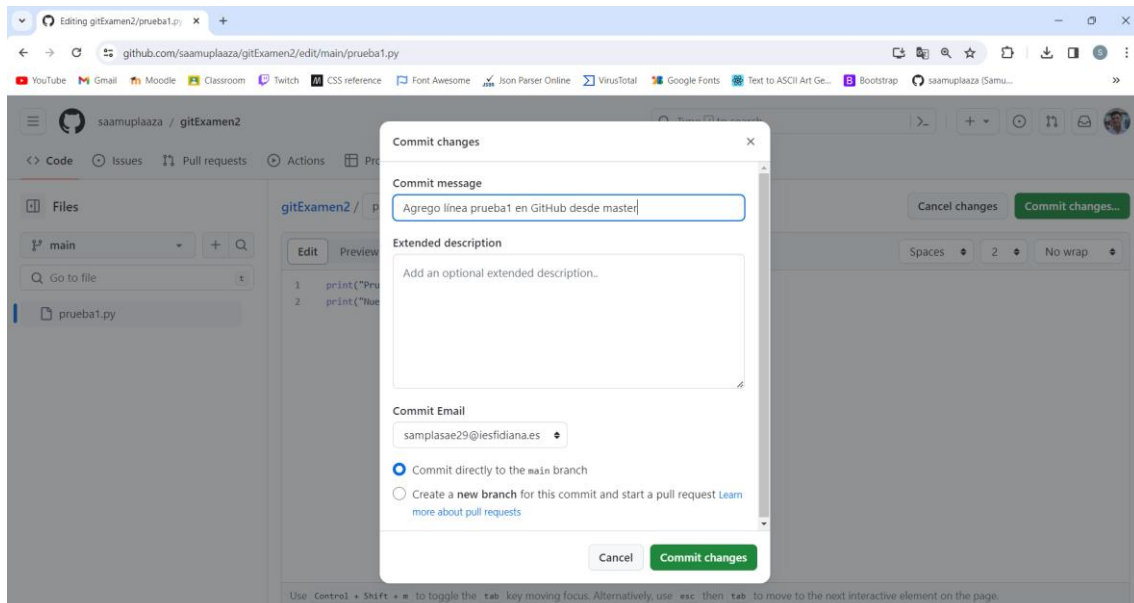 Editing gitExamen2/prueba1.py
github.com/saamuplaaza/gitExamen2/edit/main/prueba1.py
YouTube Gmail Moodle Classroom Twitch CSS reference Font Awesome Json Parser Online VirusTotal Google Fonts Text to ASCII Art Ge... Bootstrap saamuplaaza (Samu... »
saamuplaaza / gitExamen2
Code Issues Pull requests Actions
Files
main
Go to file
t
prueba1.py
gitExamen2 /
Cancel changes Commit changes...
Edit Preview
Spaces 2 No wrap
1 print("Pru
2 print("Nue
Commit changes
Commit message
Agrego línea prueba1 en GitHub desde master
Extended description
Add an optional extended description..
Commit Email
samplasae29@iesfidiana.es
Commit directly to the main branch
Create a new branch for this commit and start a pull request Learn
more about pull requests
Cancel Commit changes
Use Control + Shift + m to toggle the tab key moving focus. Alternatively, use esc then tab to move to the next interactive element on the page.